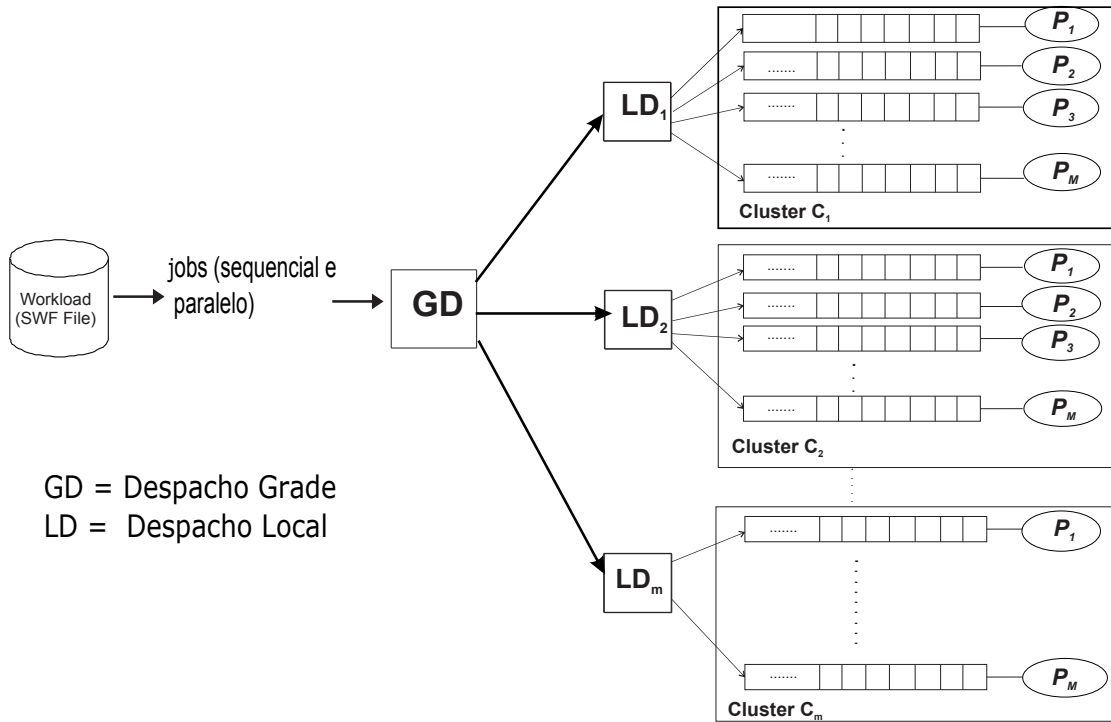 P1
.......
P2
LD1
.......
P3
.......
PM
Cluster C1
jobs (sequencial e
paralelo)
Workload
(SWF File)
GD
.......
P1
LD2
.......
P2
.......
P3
.......
PM
Cluster C2
GD = Despacho Grade
LD = Despacho Local
.......
P1
LDm
.......
PM
Cluster Cm